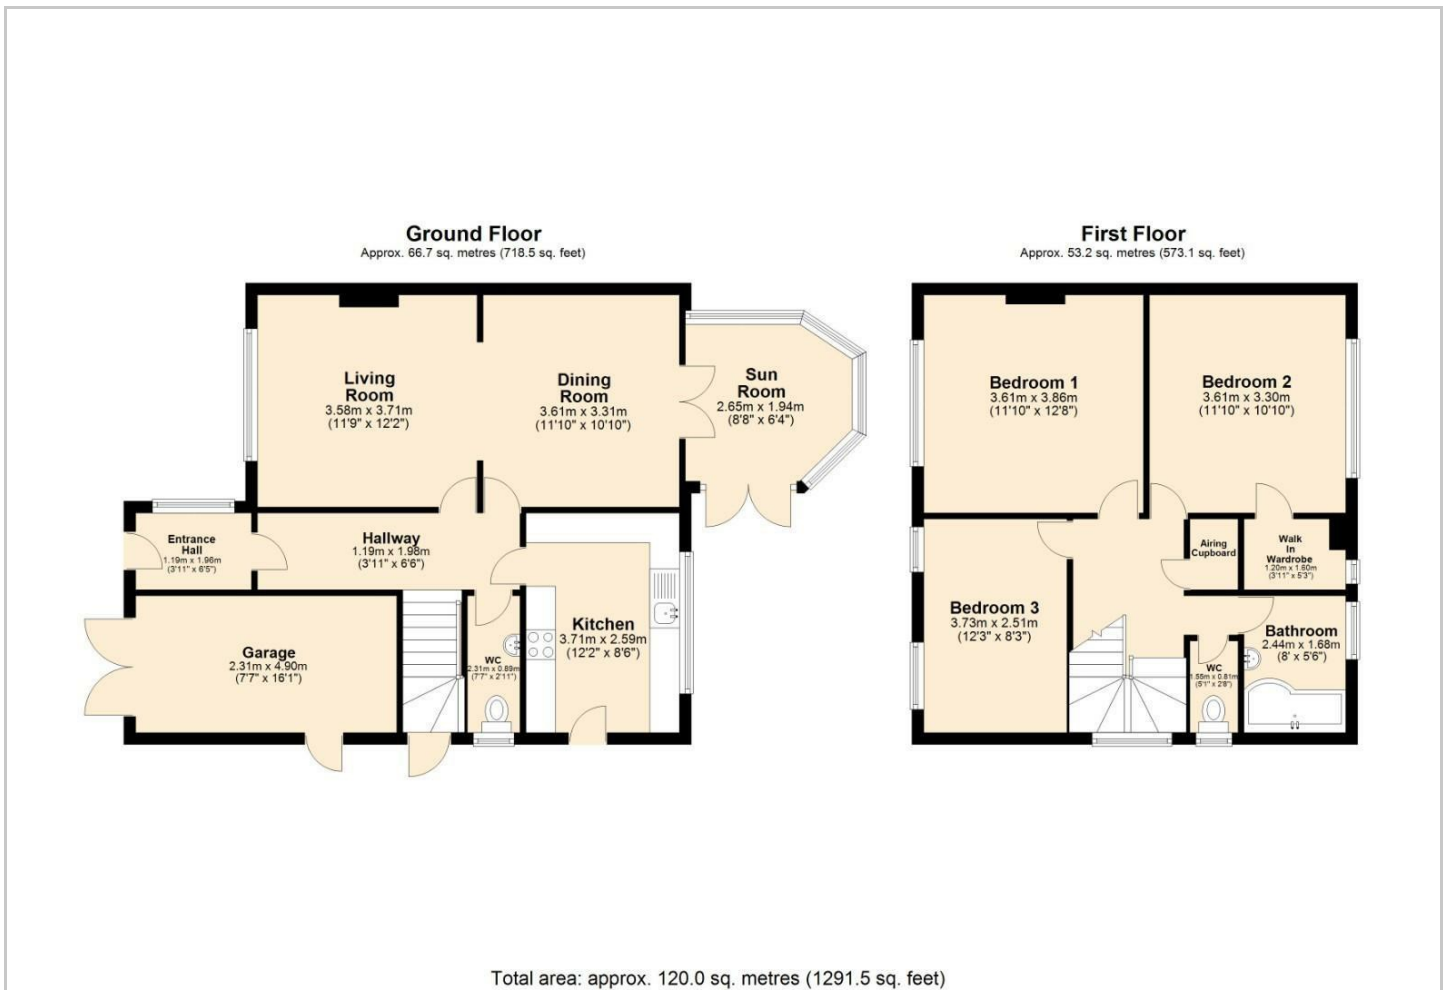 Ground Floor
Approx. 66.7 sq. metres (718.5 sq. feet)
Living
Room
3.58m x 3.71m
(11'9" x 12'2")
Dining
Room
3.61m x 3.31m
(11'10" x 10'10")
Sun
Room
2.65m x 1.94m
(8'8" x 6'4")
Entrance
Hall
1.19m x 1.96m
(3'11" x 6'5")
Hallway
1.19m x 1.98m
(3'11" x 6'6")
Kitchen
3.71m x 2.59m
(12'2" x 8'6")
Garage
2.31m x 4.90m
(7'7" x 16'1")
WC
2.31m x 0.89m
(7'7" x 2'11")
First Floor
Approx. 53.2 sq. metres (573.1 sq. feet)
Bedroom 1
3.61m x 3.86m
(11'10" x 12'8")
Bedroom 2
3.61m x 3.30m
(11'10" x 10'10")
Airing
Cupboard
Walk
In
Wardrobe
1.20m x 1.60m
(3'11" x 5'3")
Bedroom 3
3.73m x 2.51m
(12'3" x 8'3")
Bathroom
2.44m x 1.68m
(8' x 5'6")
WC
1.55m x 0.81m
(5'1" x 2'8")
Total area: approx. 120.0 sq. metres (1291.5 sq. feet)